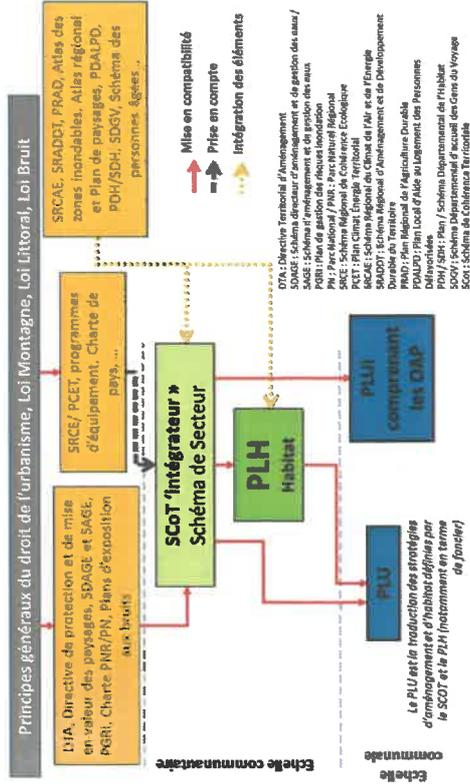 Principes généraux du droit de l'urbanisme, Loi Montagne, Loi Littoral, Loi Bruit
DTA, Directive de protection et de mise
en valeur des paysages, SDAGE et SAGE,
PGRI, Charte PNR/PN, Plans d'exposition
aux bruits
SRCE/ PCET, programmes
d'équipement, Charte de
pays, ...
SRCAE, SRADDT, PRAD, Atlas des
zones inondables, Atlas régional
et Plan de paysages, PDALPD,
PDH/SDH, SDGV, Schéma des
personnes âgées ..
Echelle communautaire
SCoT 'intégrateur »
Schéma de Secteur
PLH
Habitat
Mise en compatibilité
Prise en compte
Intégration des éléments
Echelle
communale
PLU
PLUi
comprenant
les OAP
Le PLU est la traduction des stratégies
d'aménagement et d'habitat définies par
le SCOT et le PLH (notamment en terme
de foncier)
DTA : Directive Territorial d'Aménagement
SDAGE : Schéma directeur d'aménagement et de gestion des eaux /
SAGE : Schéma d'aménagement et de gestion des eaux
PGRI : Plan de gestion des risques inondation
PN : Parc National / PNR : Parc Naturel Régional
SRCE : Schéma Régional de Cohérence Ecologique
PCET : Plan Climat Energie Territorial
SRCAE : Schéma Régional du Climat de l'Air et de l'Energie
SRADDT : Schéma Régional d'Aménagement et de Développement
Durable du Territoire
PRAD : Plan Régional de l'Agriculture Durable
PDALPD : Plan Local d'Aide au Logement des Personnes
Défavorisées
PDH / SDH : Plan / Schéma Départemental de l'Habitat
SDGV : Schéma Départemental d'accueil des Gens du Voyage
SCoT : Schéma de Cohérence Territoriale